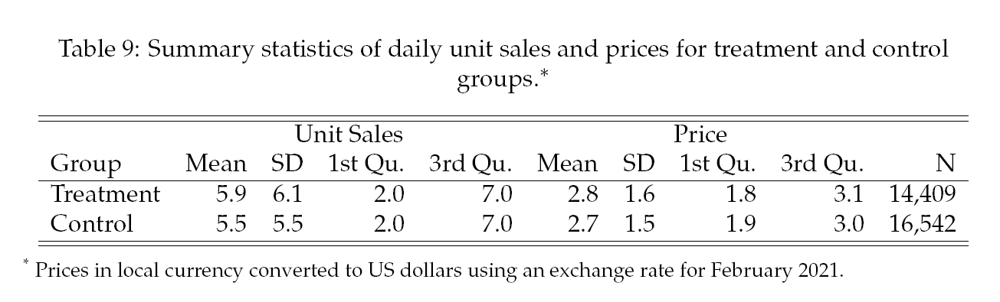 Table 9: Summary statistics of daily unit sales and prices for treatment and control
groups.*
Unit Sales Price
Group Mean SD 1st Qu. 3rd Qu. Mean SD 1st Qu. 3rd Qu. N
Treatment 5.9 6.1 2.0 7.0 2.8 1.6 1.8 3.1 14,409
Control 5.5 5.5 2.0 7.0 2.7 1.5 1.9 3.0 16,542
* Prices in local currency converted to US dollars using an exchange rate for February 2021.